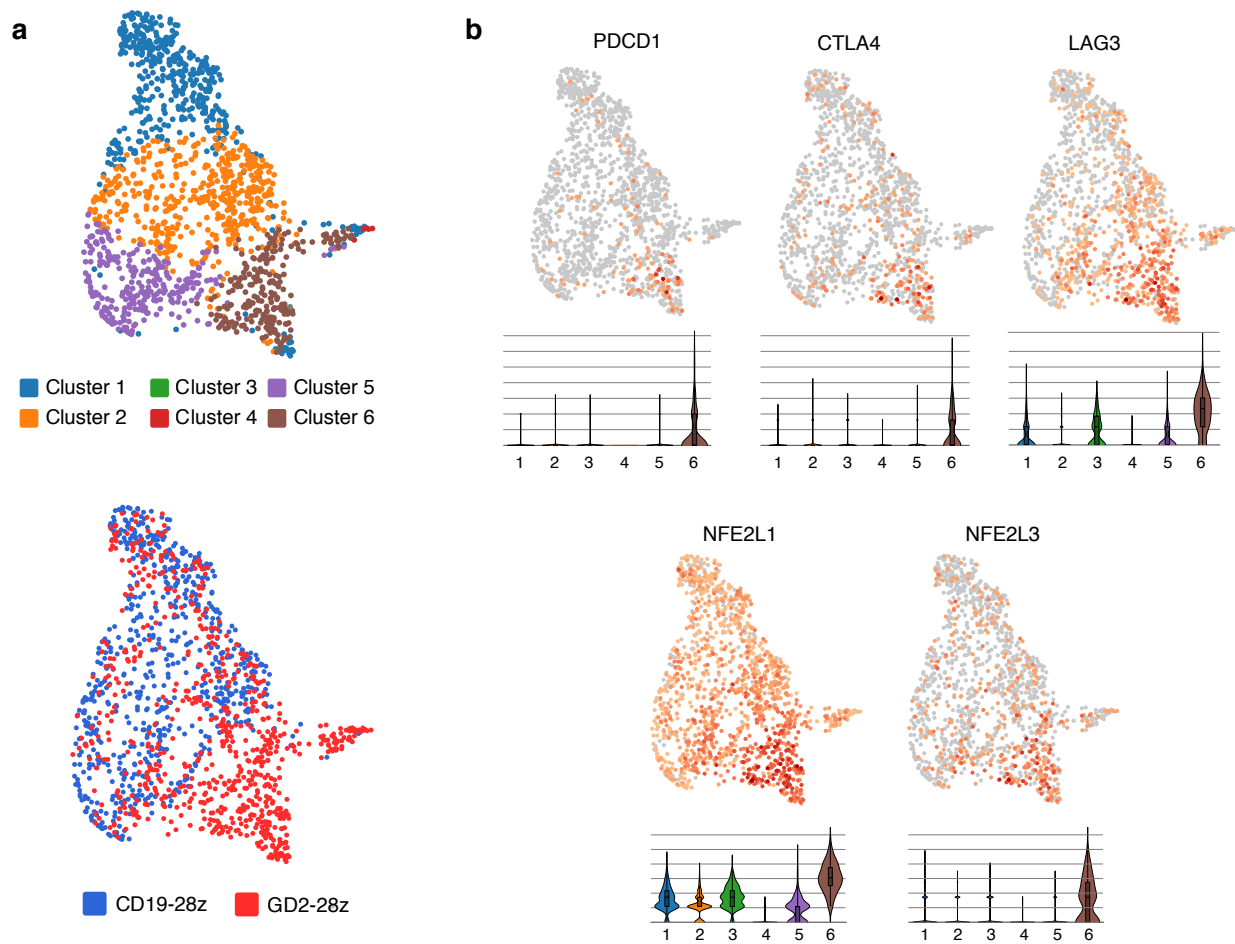 a
b
PDCD1
CTLA4
LAG3
Cluster 1
Cluster 3
Cluster 5
Cluster 2
Cluster 4
Cluster 6
1 2 3 4 5 6
1 2 3 4 5 6
1 2 3 4 5 6
NFE2L1
NFE2L3
CD19-28z
GD2-28z
1 2 3 4 5 6
1 2 3 4 5 6